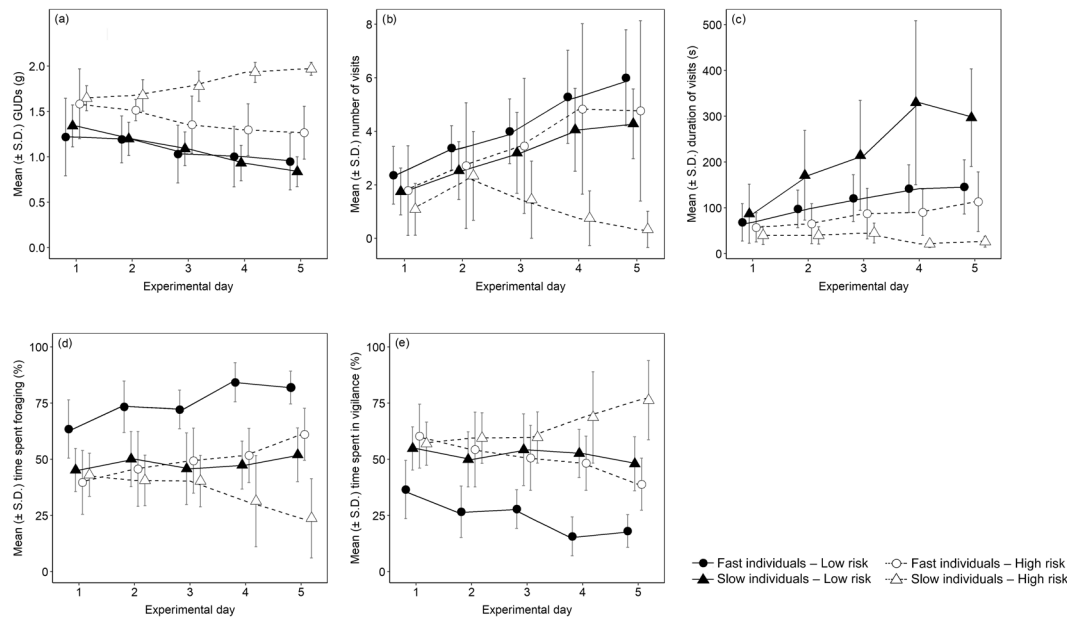 (a)
Mean (± S.D.) GUDs (g)
2.0
1.5
1.0
0.5
0.0
1 2 3 4 5
Experimental day
(b)
Mean (± S.D.) number of visits
8
6
4
2
0
1 2 3 4 5
Experimental day
(c)
Mean (± S.D.) duration of visits (s)
500
400
300
200
100
0
1 2 3 4 5
Experimental day
(d)
Mean (± S.D.) time spent foraging (%)
100
75
50
25
0
1 2 3 4 5
Experimental day
(e)
Mean (± S.D.) time spent in vigilance (%)
100
75
50
25
0
1 2 3 4 5
Experimental day
Fast individuals – Low risk
Slow individuals – Low risk
Fast individuals – High risk
Slow individuals – High risk